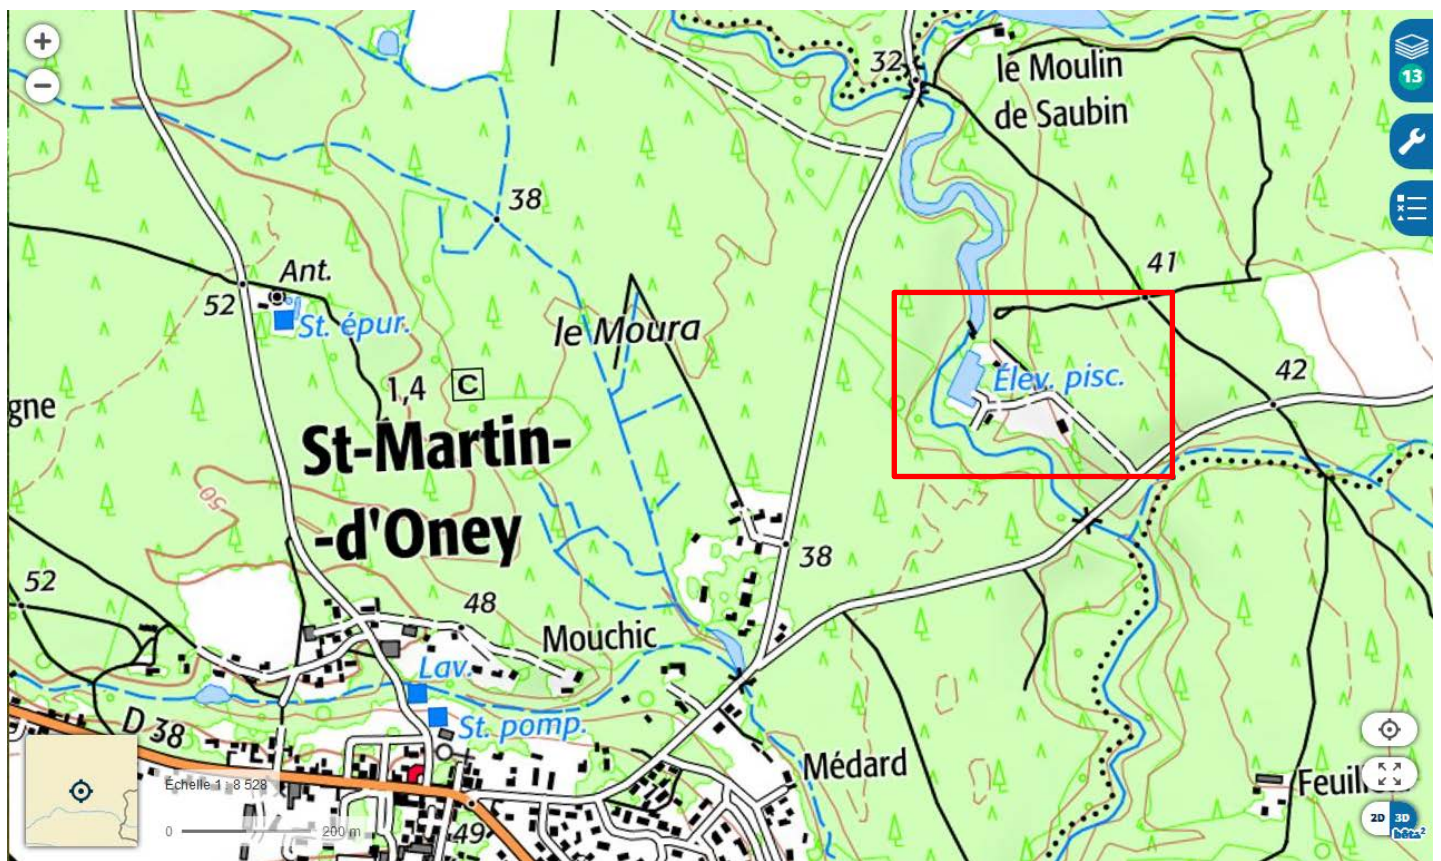 13
32
le Moulin
de Saubin
38
41
Ant.
52
St. épur.
le Moura
1,4
C
Élev. pisc.
42
gne
St-Martin-
-d'Oney
50
38
52
48
Mouchic
Lav.
St. pomp.
D 38
Médard
Échelle 1 : 8 528
0
200 m
49
2D
3D